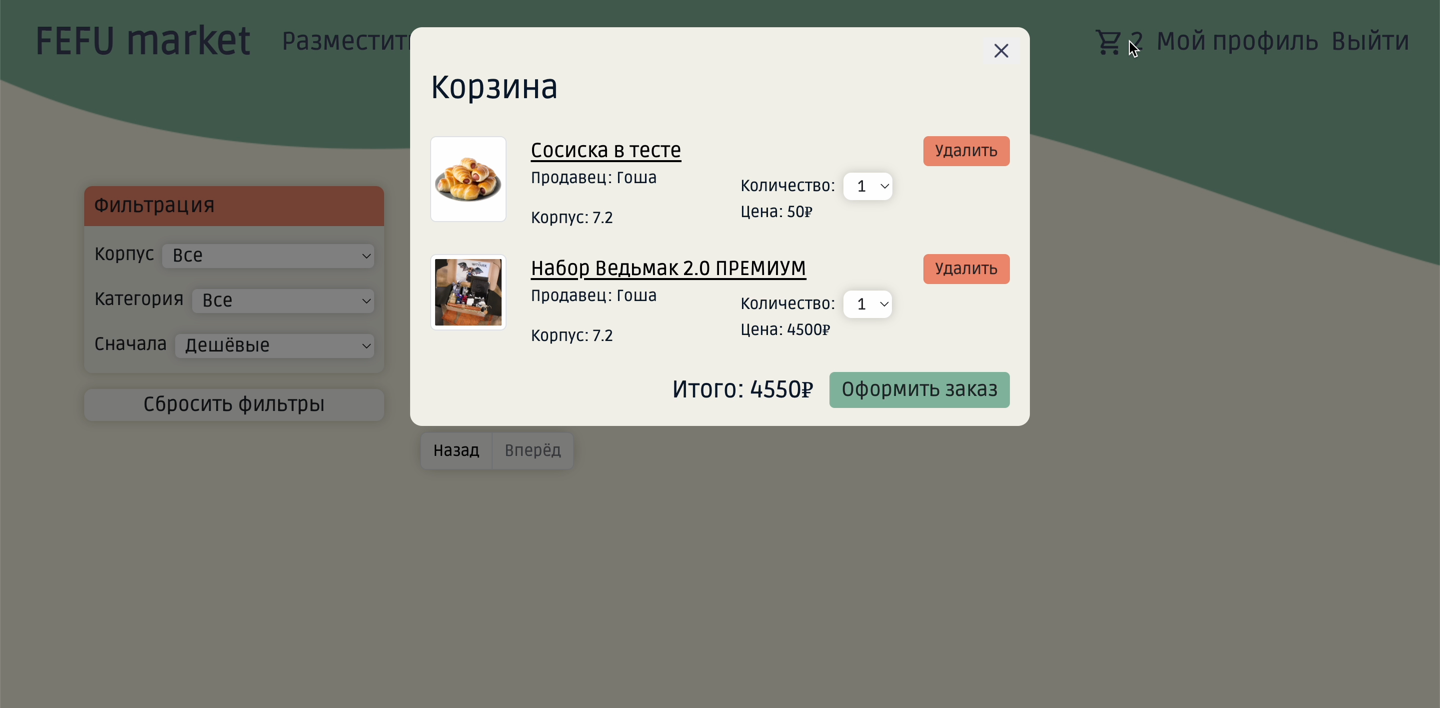 FEFU market Разместит 2 Мой профиль Выйти
Корзина
Сосиска в тесте Удалить
Продавец: Гоша
Количество: 1
Корпус: 7.2
Цена: 50₽
Набор Ведьмак 2.0 ПРЕМИУМ Удалить
Продавец: Гоша
Количество: 1
Корпус: 7.2
Цена: 4500₽
Итого: 4550₽ Оформить заказ
Фильтрация
Корпус Все
Категория Все
Сначала Дешёвые
Сбросить фильтры
Назад Вперёд